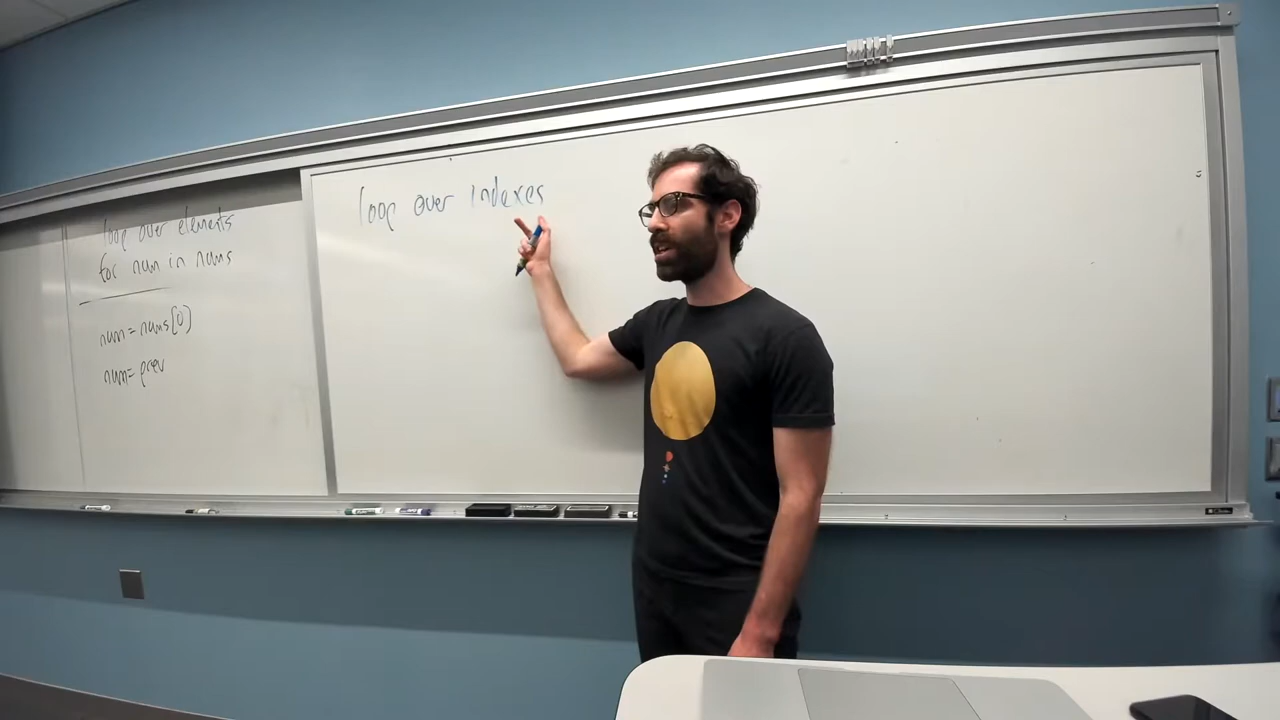 loop over elements
for num in nums
num = nums[0]
num = prev
loop over indexes